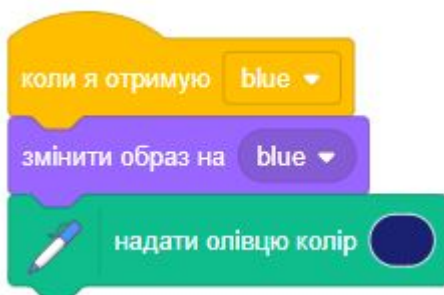 коли я отримую blue
змінити образ на blue
надати олівцю колір